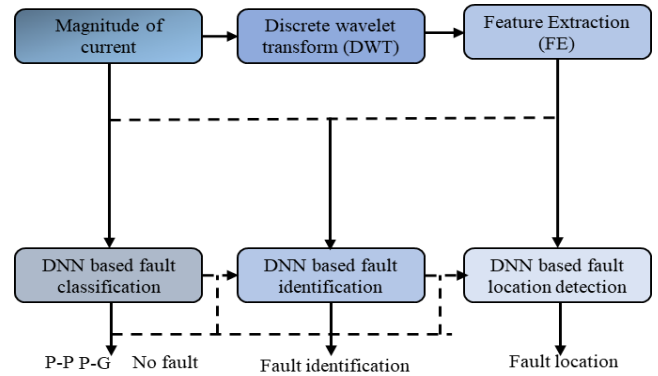 Magnitude of
current
Discrete wavelet
transform (DWT)
Feature Extraction
(FE)
DNN based fault
classification
DNN based fault
identification
DNN based fault
location detection
P-P P-G No fault
Fault identification
Fault location